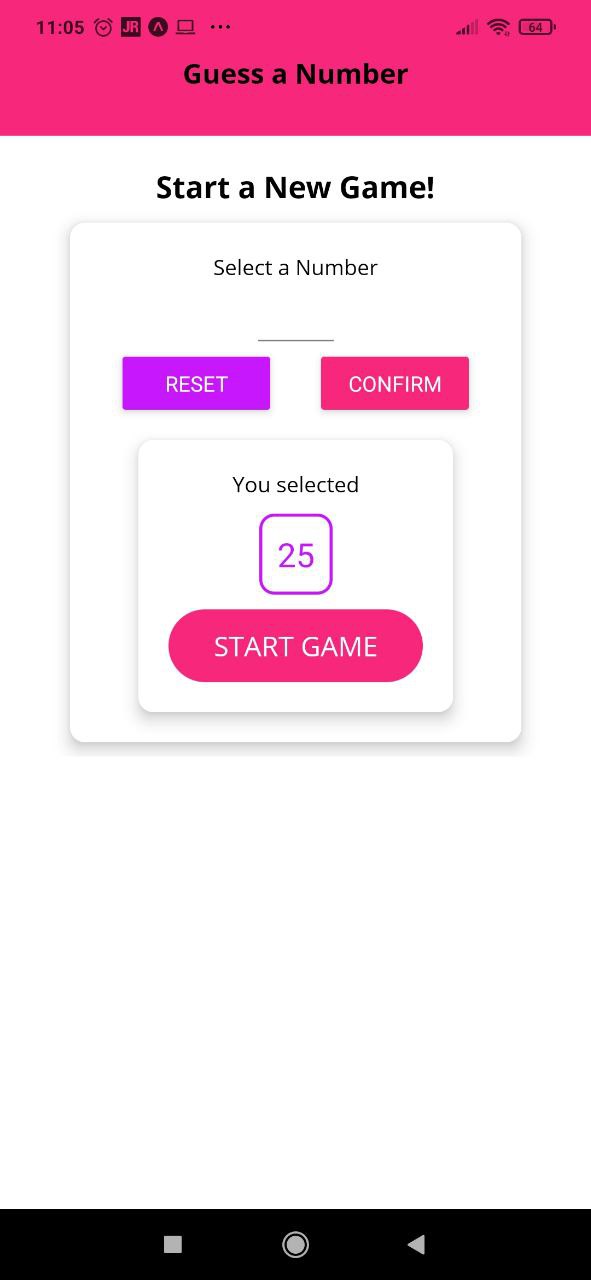 11:05 JR 64
Guess a Number
Start a New Game!
Select a Number
RESET CONFIRM
You selected
25
START GAME